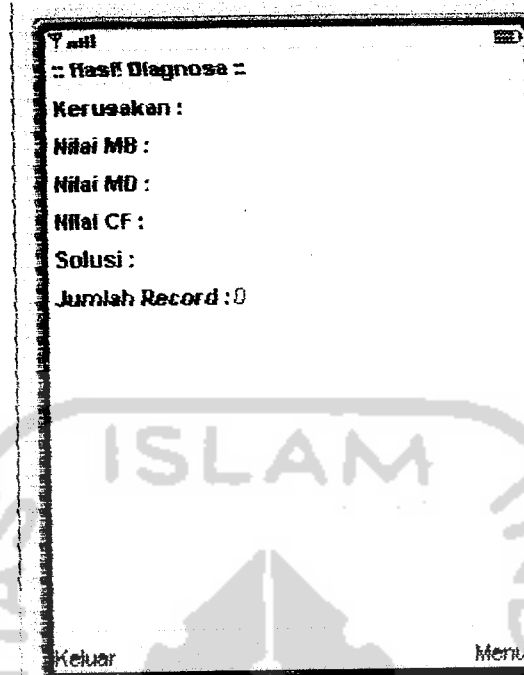 :: Hasil Diagnosa ::
Kerusakan :
Nilai MB :
Nilai MD :
Nilai CF :
Solusi :
Jumlah Record : 0
ISLAM
Keluar Menu